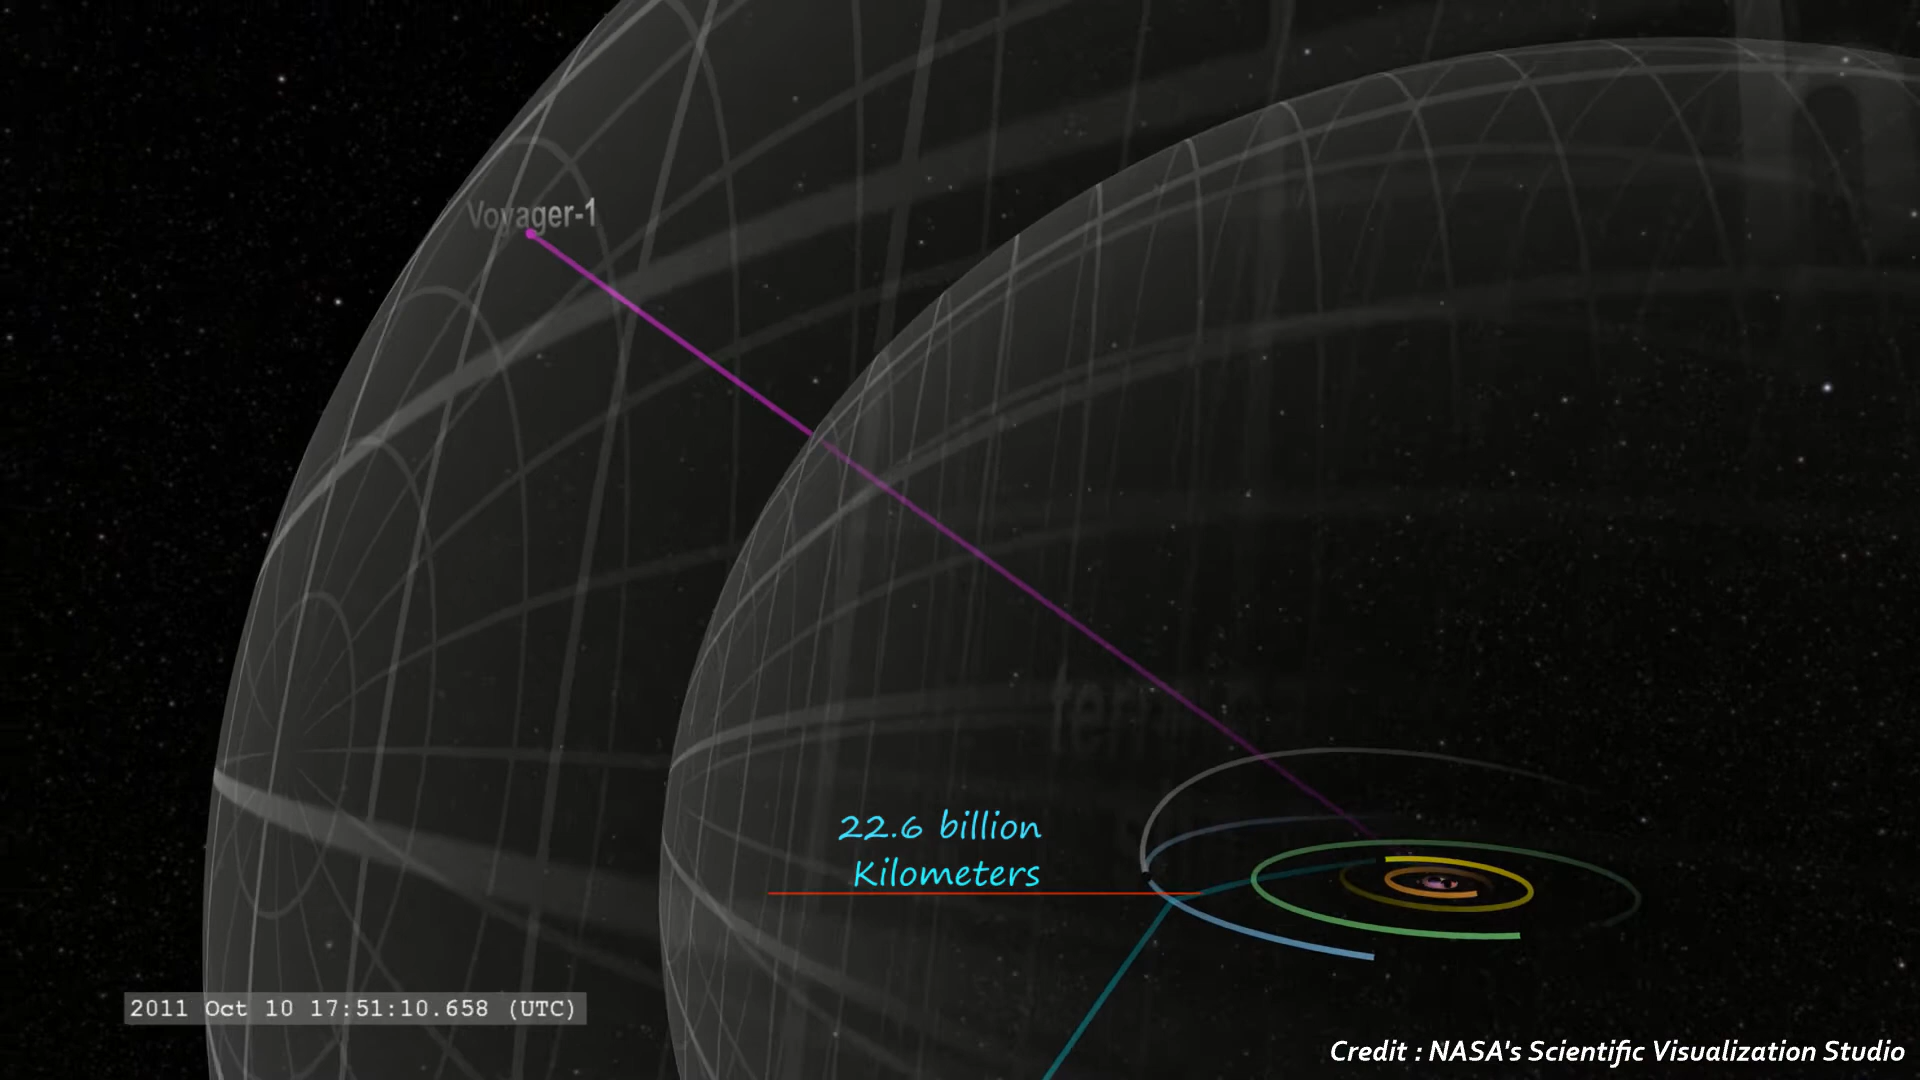 Voyager-1
22.6 billion
Kilometers
2011 Oct 10 17:51:10.658 (UTC)
Credit : NASA's Scientific Visualization Studio